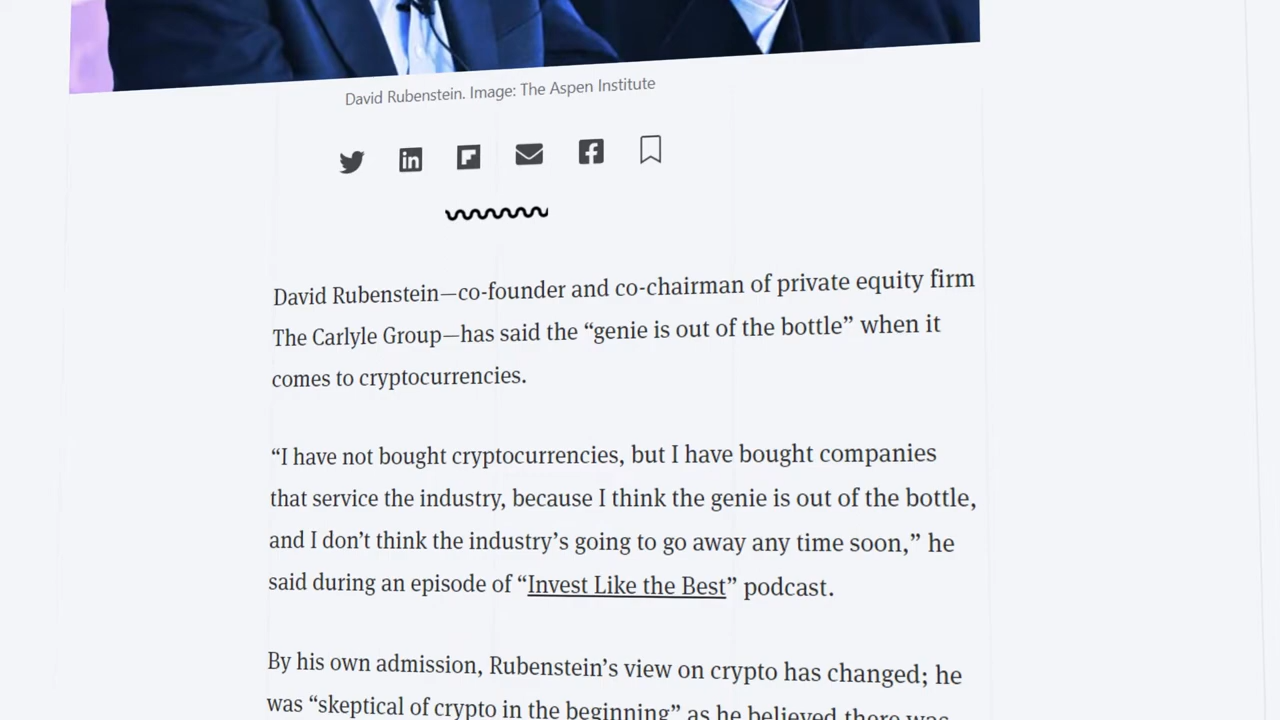 David Rubenstein. Image: The Aspen Institute
David Rubenstein—co-founder and co-chairman of private equity firm
The Carlyle Group—has said the “genie is out of the bottle” when it
comes to cryptocurrencies.
“I have not bought cryptocurrencies, but I have bought companies
that service the industry, because I think the genie is out of the bottle,
and I don’t think the industry’s going to go away any time soon,” he
said during an episode of “Invest Like the Best” podcast.
By his own admission, Rubenstein’s view on crypto has changed; he
was “skeptical of crypto in the beginning” as he believed there was